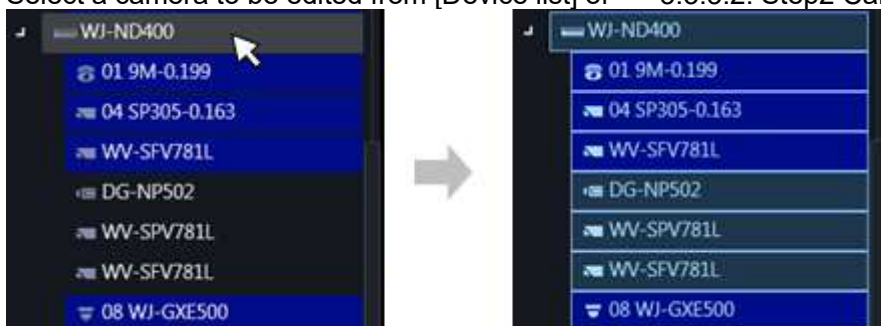 Select a camera to be edited from [Device list] of
WJ-ND400
01 9M-0.199
04 SP305-0.163
WV-SFV781L
DG-NP502
WV-SPV781L
WV-SFV781L
08 WJ-GXE500
WJ-ND400
01 9M-0.199
04 SP305-0.163
WV-SFV781L
DG-NP502
WV-SPV781L
WV-SFV781L
08 WJ-GXE500